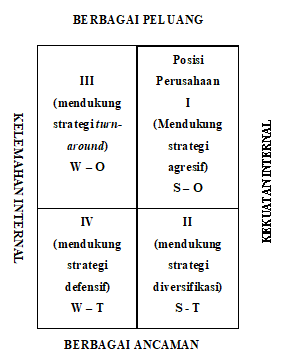 BERBAGAI PELUANG
KELEMAHAN INTERNAL
III
(mendukung
strategi turn-
around)
W – O
Posisi
Perusahaan
I
(Mendukung
strategi
agresif)
S – O
KEKUATAN INTERNAL
IV
(mendukung
strategi
defensif)
W – T
II
(mendukung
strategi
diversifikasi)
S - T
BERBAGAI ANCAMAN